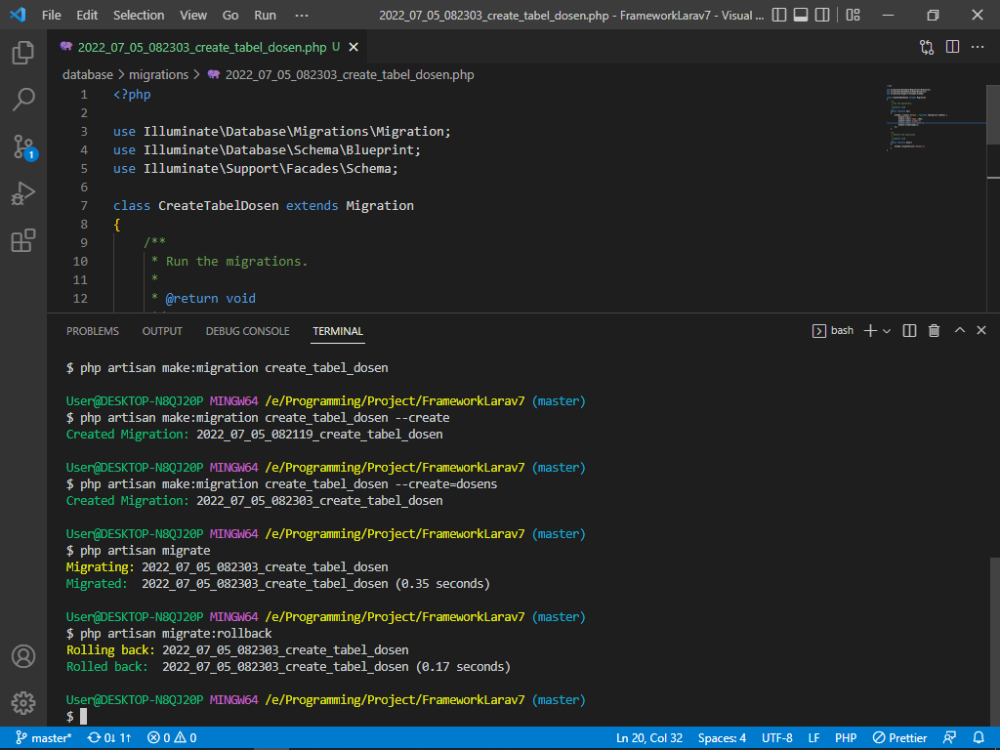 File Edit Selection View Go Run ··· 2022_07_05_082303_create_tabel_dosen.php - FrameworkLarav7 - Visual ...
2022_07_05_082303_create_tabel_dosen.php U
database > migrations > 2022_07_05_082303_create_tabel_dosen.php
1 <?php
2
3 use Illuminate\Database\Migrations\Migration;
4 use Illuminate\Database\Schema\Blueprint;
5 use Illuminate\Support\Facades\Schema;
6
7 class CreateTabelDosen extends Migration
8 {
9 /**
10 * Run the migrations.
11 *
12 * @return void
PROBLEMS OUTPUT DEBUG CONSOLE TERMINAL bash
$ php artisan make:migration create_tabel_dosen
User@DESKTOP-N8QJ20P MINGW64 /e/Programming/Project/FrameworkLarav7 (master)
$ php artisan make:migration create_tabel_dosen --create
Created Migration: 2022_07_05_082119_create_tabel_dosen
User@DESKTOP-N8QJ20P MINGW64 /e/Programming/Project/FrameworkLarav7 (master)
$ php artisan make:migration create_tabel_dosen --create=dosens
Created Migration: 2022_07_05_082303_create_tabel_dosen
User@DESKTOP-N8QJ20P MINGW64 /e/Programming/Project/FrameworkLarav7 (master)
$ php artisan migrate
Migrating: 2022_07_05_082303_create_tabel_dosen
Migrated: 2022_07_05_082303_create_tabel_dosen (0.35 seconds)
User@DESKTOP-N8QJ20P MINGW64 /e/Programming/Project/FrameworkLarav7 (master)
$ php artisan migrate:rollback
Rolling back: 2022_07_05_082303_create_tabel_dosen
Rolled back: 2022_07_05_082303_create_tabel_dosen (0.17 seconds)
User@DESKTOP-N8QJ20P MINGW64 /e/Programming/Project/FrameworkLarav7 (master)
$
1
master* 0↓ 1↑ 0 0 Ln 20, Col 32 Spaces: 4 UTF-8 LF PHP Prettier